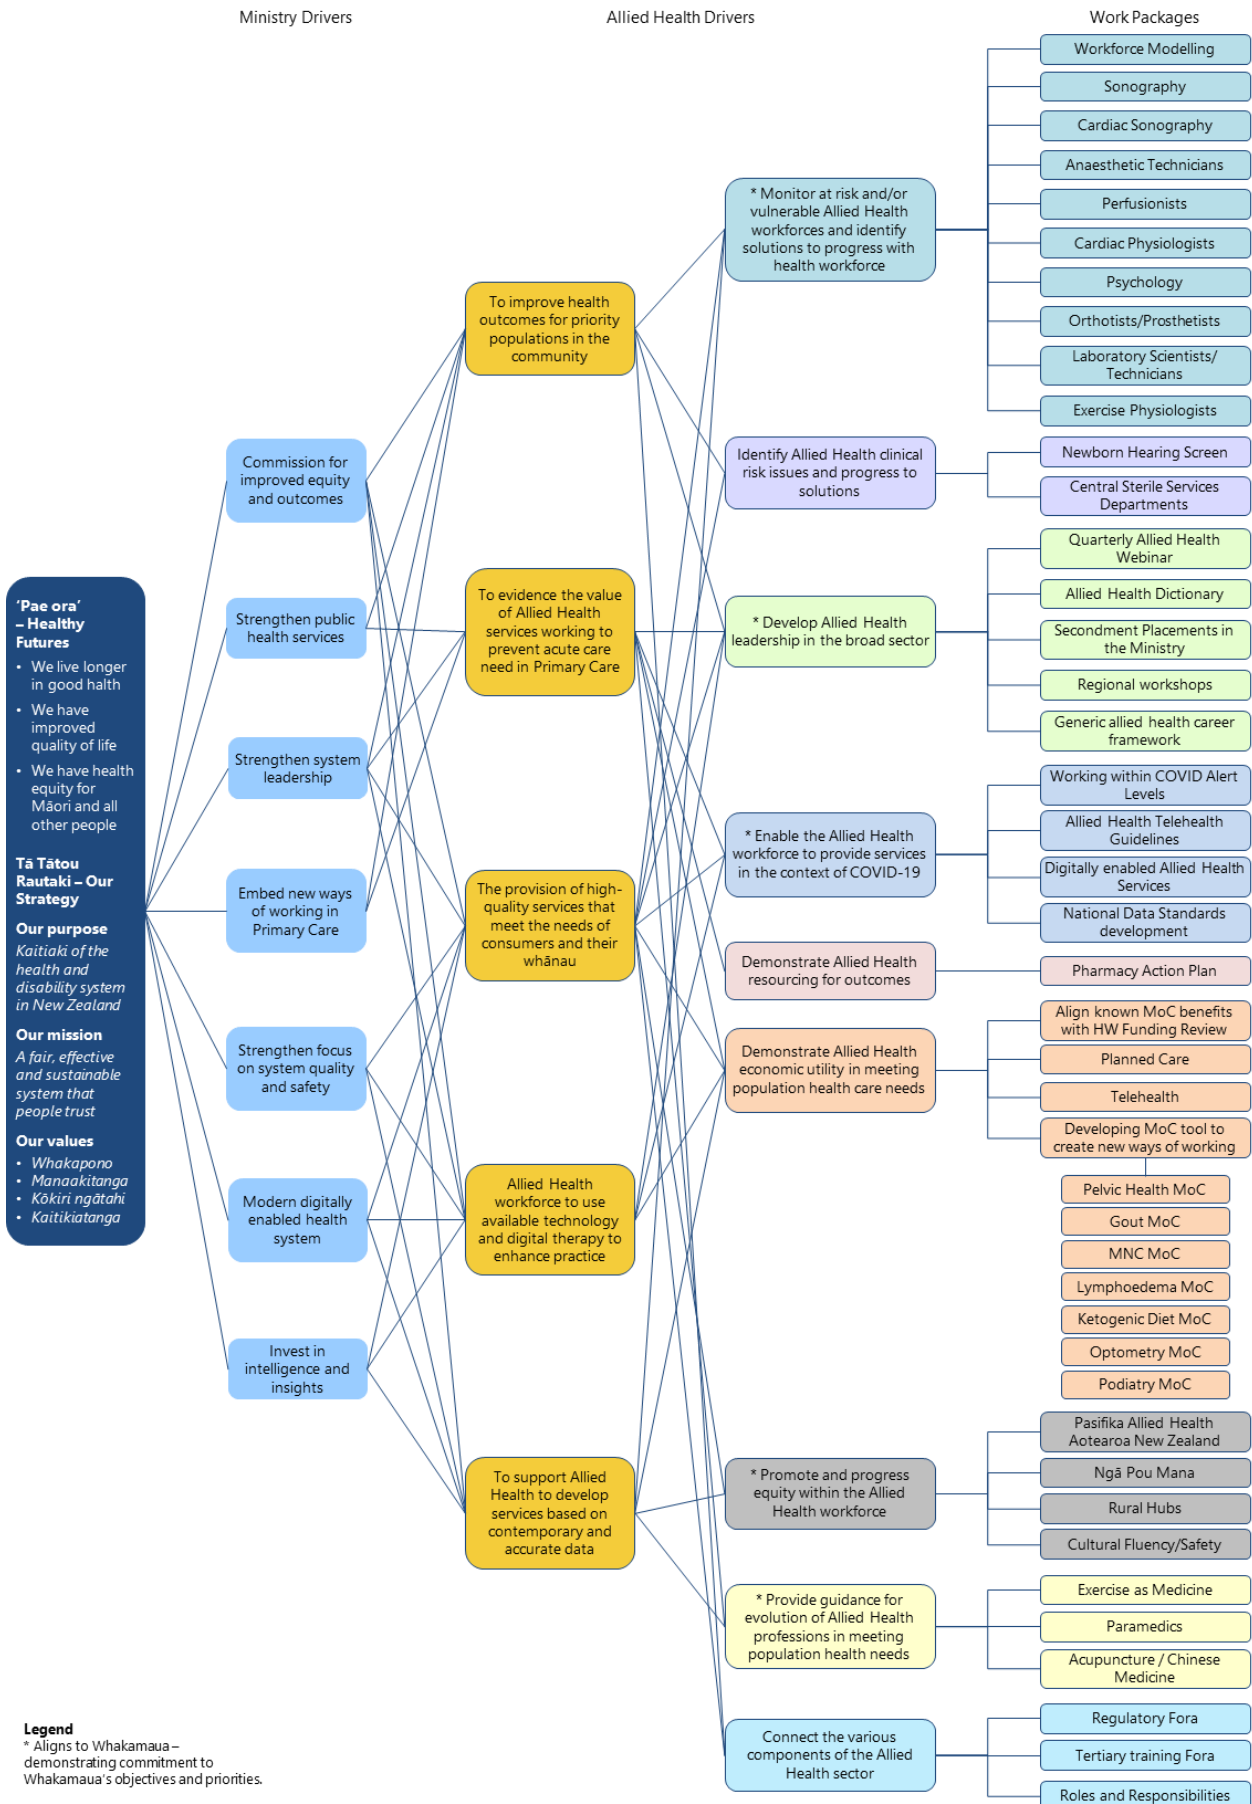 Ministry Drivers
Allied Health Drivers
Work Packages
'Pae ora'
– Healthy
Futures
• We live longer
in good halth
• We have
improved
quality of life
• We have health
equity for
Māori and all
other people
Tā Tātou
Rautaki – Our
Strategy
Our purpose
Kaitiaki of the
health and
disability system
in New Zealand
Our mission
A fair, effective
and sustainable
system that
people trust
Our values
• Whakapono
• Manaakitanga
• Kōkiri ngātahi
• Kaitikiatanga
Commission for
improved equity
and outcomes
Strengthen public
health services
Strengthen system
leadership
Embed new ways
of working in
Primary Care
Strengthen focus
on system quality
and safety
Modern digitally
enabled health
system
Invest in
intelligence and
insights
To improve health
outcomes for priority
populations in the
community
To evidence the value
of Allied Health
services working to
prevent acute care
need in Primary Care
The provision of high-
quality services that
meet the needs of
consumers and their
whānau
Allied Health
workforce to use
available technology
and digital therapy to
enhance practice
To support Allied
Health to develop
services based on
contemporary and
accurate data
* Monitor at risk and/or
vulnerable Allied Health
workforces and identify
solutions to progress with
health workforce
Identify Allied Health clinical
risk issues and progress to
solutions
* Develop Allied Health
leadership in the broad sector
* Enable the Allied Health
workforce to provide services
in the context of COVID-19
Demonstrate Allied Health
resourcing for outcomes
Demonstrate Allied Health
economic utility in meeting
population health care needs
* Promote and progress
equity within the Allied
Health workforce
* Provide guidance for
evolution of Allied Health
professions in meeting
population health needs
Connect the various
components of the Allied
Health sector
Workforce Modelling
Sonography
Cardiac Sonography
Anaesthetic Technicians
Perfusionists
Cardiac Physiologists
Psychology
Orthotists/Prosthetists
Laboratory Scientists/
Technicians
Exercise Physiologists
Newborn Hearing Screen
Central Sterile Services
Departments
Quarterly Allied Health
Webinar
Allied Health Dictionary
Secondment Placements in
the Ministry
Regional workshops
Generic allied health career
framework
Working within COVID Alert
Levels
Allied Health Telehealth
Guidelines
Digitally enabled Allied Health
Services
National Data Standards
development
Pharmacy Action Plan
Align known MoC benefits
with HW Funding Review
Planned Care
Telehealth
Developing MoC tool to
create new ways of working
Pelvic Health MoC
Gout MoC
MNC MoC
Lymphoedema MoC
Ketogenic Diet MoC
Optometry MoC
Podiatry MoC
Pasifika Allied Health
Aotearoa New Zealand
Ngā Pou Mana
Rural Hubs
Cultural Fluency/Safety
Exercise as Medicine
Paramedics
Acupuncture / Chinese
Medicine
Regulatory Fora
Tertiary training Fora
Roles and Responsibilities
Legend
* Aligns to Whakamaua –
demonstrating commitment to
Whakamaua's objectives and priorities.